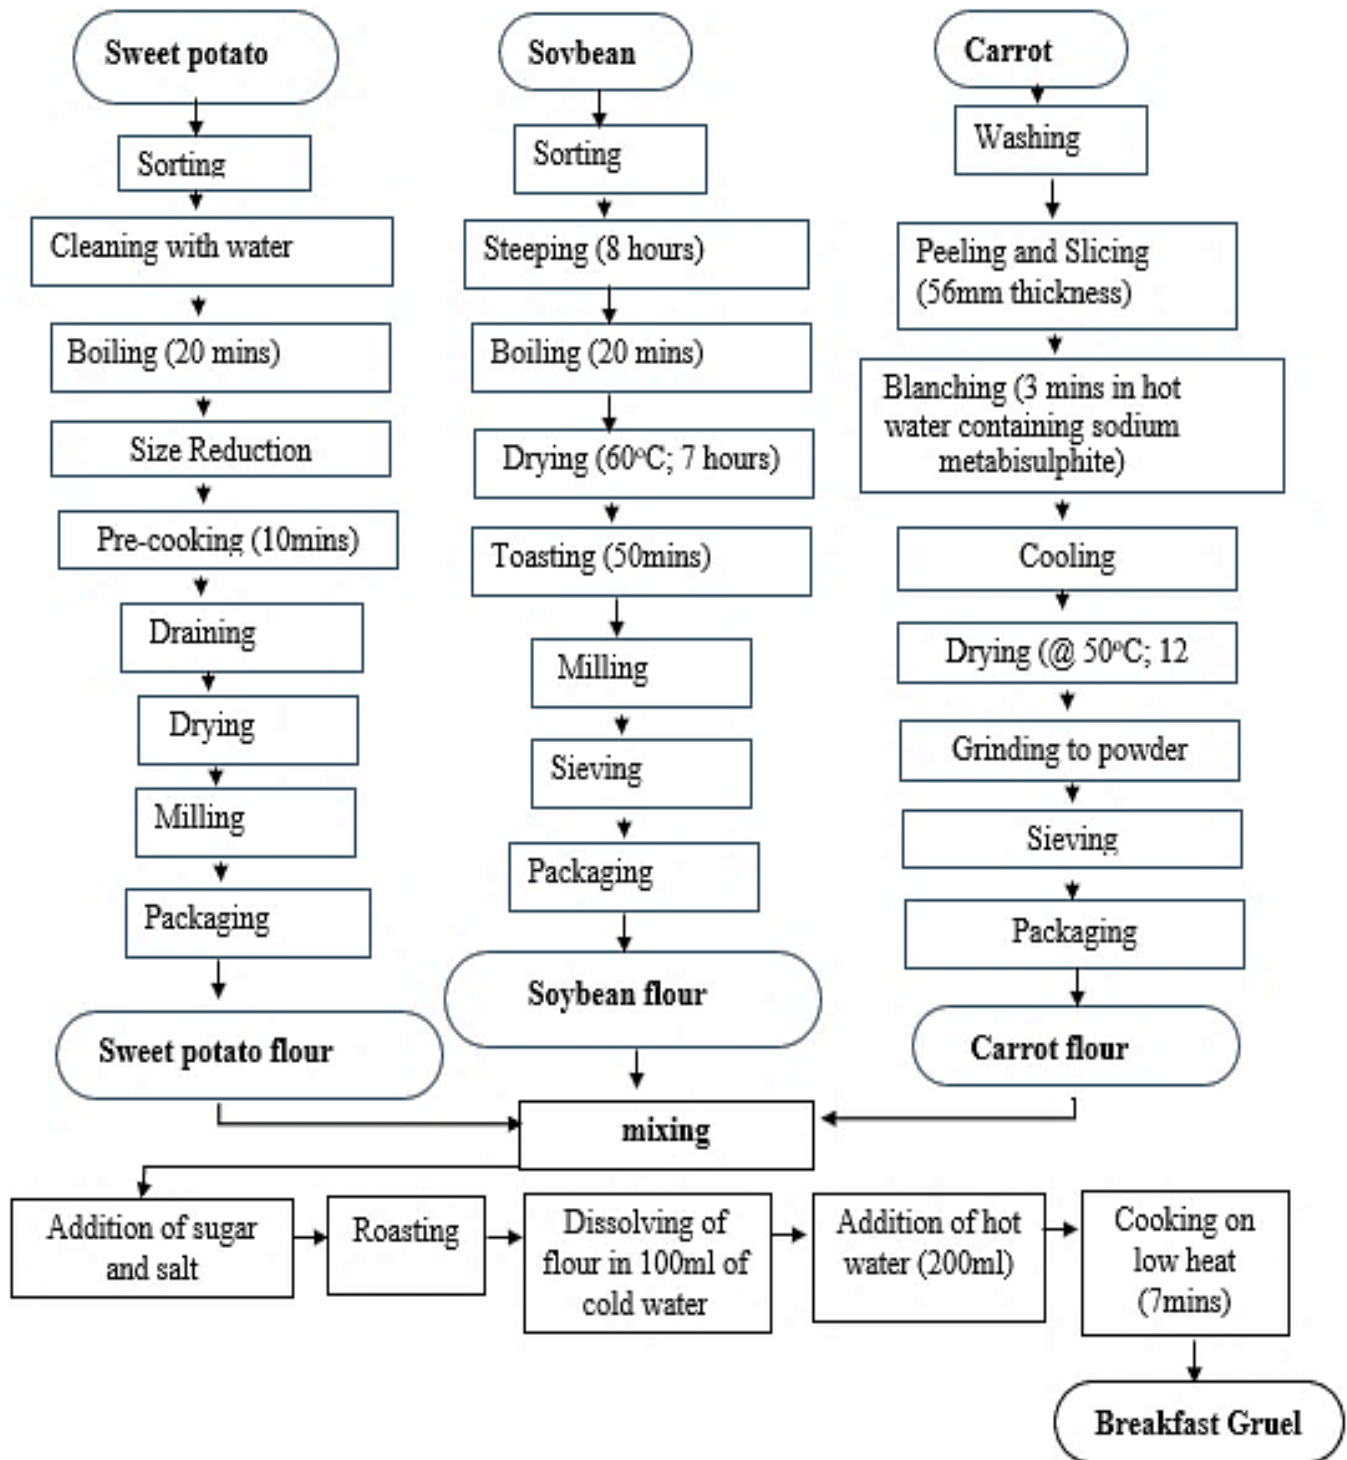 Sweet potato
Sorting
Cleaning with water
Boiling (20 mins)
Size Reduction
Pre-cooking (10mins)
Draining
Drying
Milling
Packaging
Sweet potato flour
Sovbean
Sorting
Steeping (8 hours)
Boiling (20 mins)
Drying (60°C; 7 hours)
Toasting (50mins)
Milling
Sieving
Packaging
Soybean flour
Carrot
Washing
Peeling and Slicing
(56mm thickness)
Blanching (3 mins in hot
water containing sodium
metabisulphite)
Cooling
Drying (@ 50°C; 12
Grinding to powder
Sieving
Packaging
Carrot flour
mixing
Addition of sugar
and salt
Roasting
Dissolving of
flour in 100ml of
cold water
Addition of hot
water (200ml)
Cooking on
low heat
(7mins)
Breakfast Gruel